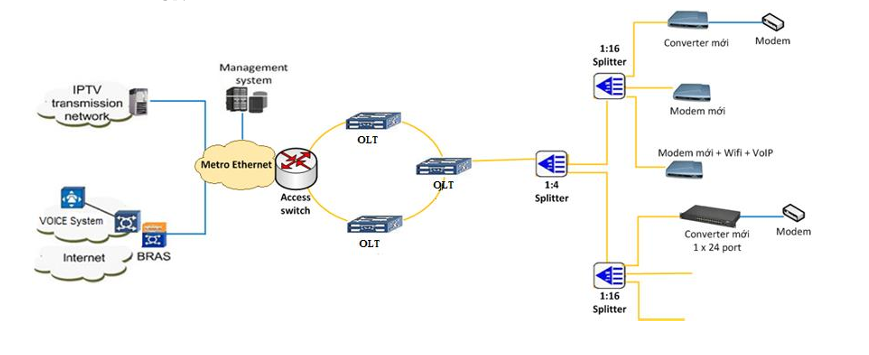 Management
system
IPTV
transmission
network
Metro Ethernet
Access
switch
VOICE System
Internet
BRAS
OLT
OLT
OLT
1:4
Splitter
1:16
Splitter
Converter mới
Modem
Modem mới
Modem mới + Wifi + VoIP
Converter mới
1 x 24 port
Modem
1:16
Splitter